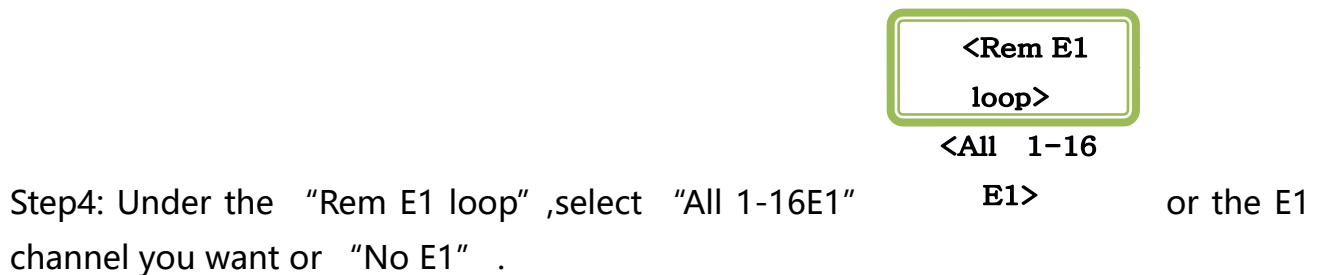 <Rem E1
loop>
<All 1-16
E1>
Step4: Under the “Rem E1 loop” ,select “All 1-16E1” or the E1
channel you want or “No E1” .